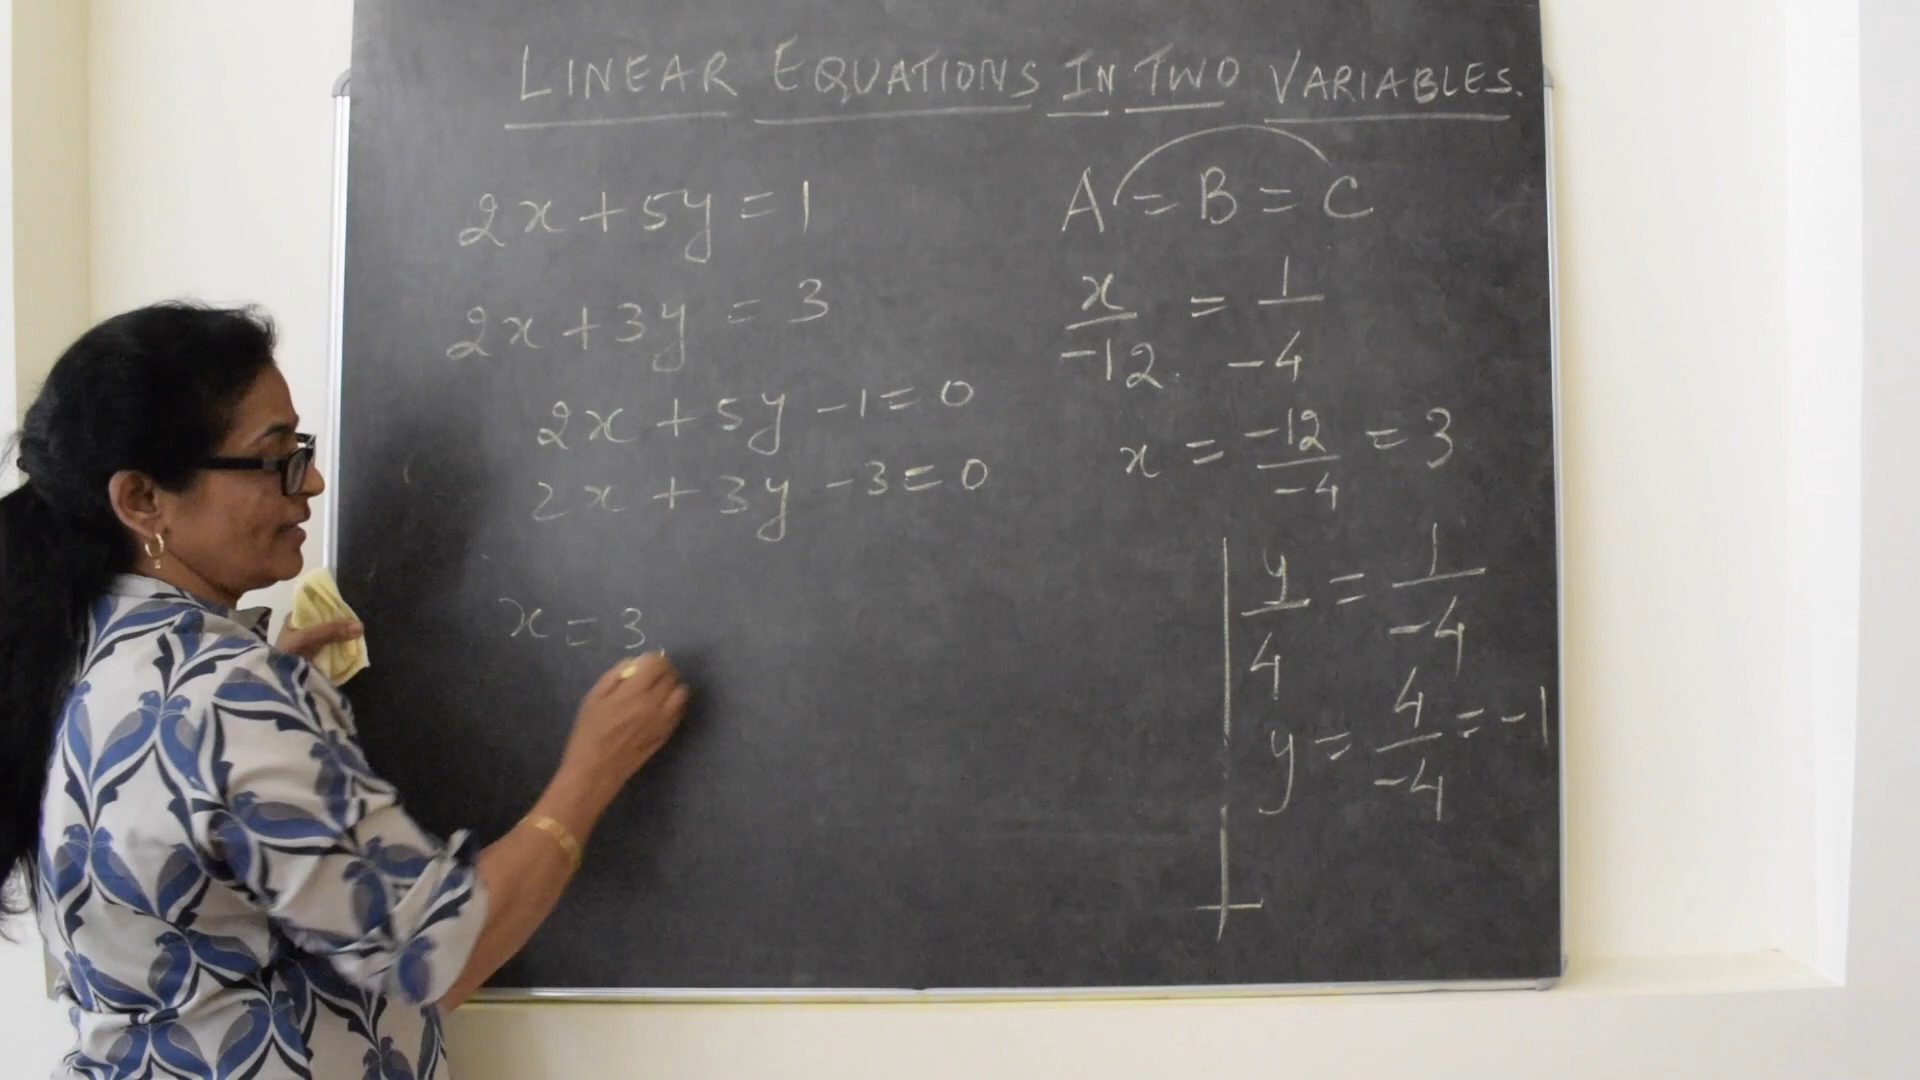 LINEAR EQUATIONS IN TWO VARIABLES.
2x + 5y = 1
2x + 3y = 3
2x + 5y - 1 = 0
2x + 3y - 3 = 0
x = 3,
A = B = C
x/-12 = 1/-4
x = -12/-4 = 3
y/4 = 1/-4
y = 4/-4 = -1